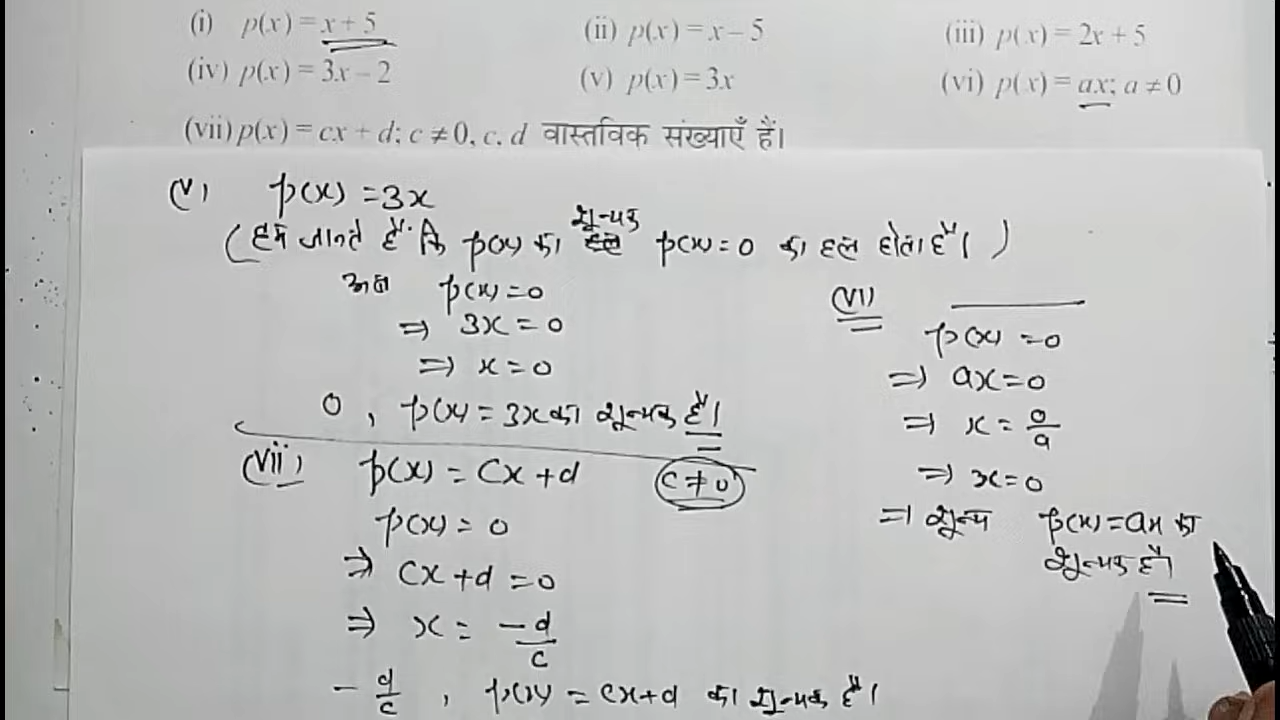 (i) p(x) = x + 5 (ii) p(x) = x – 5 (iii) p(x) = 2x + 5
(iv) p(x) = 3x – 2 (v) p(x) = 3x (vi) p(x) = ax; a ≠ 0
(vii) p(x) = cx + d; c ≠ 0, c, d वास्तविक संख्याएँ हैं।
(V) p(x) = 3x
शून्यक
(हम जानते हैं कि p(x) का हल p(x) = 0 का हल होता है।)
p(x) = 0
⇒ 3x = 0
⇒ x = 0
0, p(x) = 3x का शून्यक है।
(VI)
p(x) = 0
⇒ ax = 0
⇒ x = 0/a
⇒ x = 0
⇒ शून्य p(x) = ax का
शून्यक है।
(VII) p(x) = cx + d c ≠ 0
p(x) = 0
⇒ cx + d = 0
⇒ x = -d/c
- d/c , p(x) = cx + d का शून्यक है।